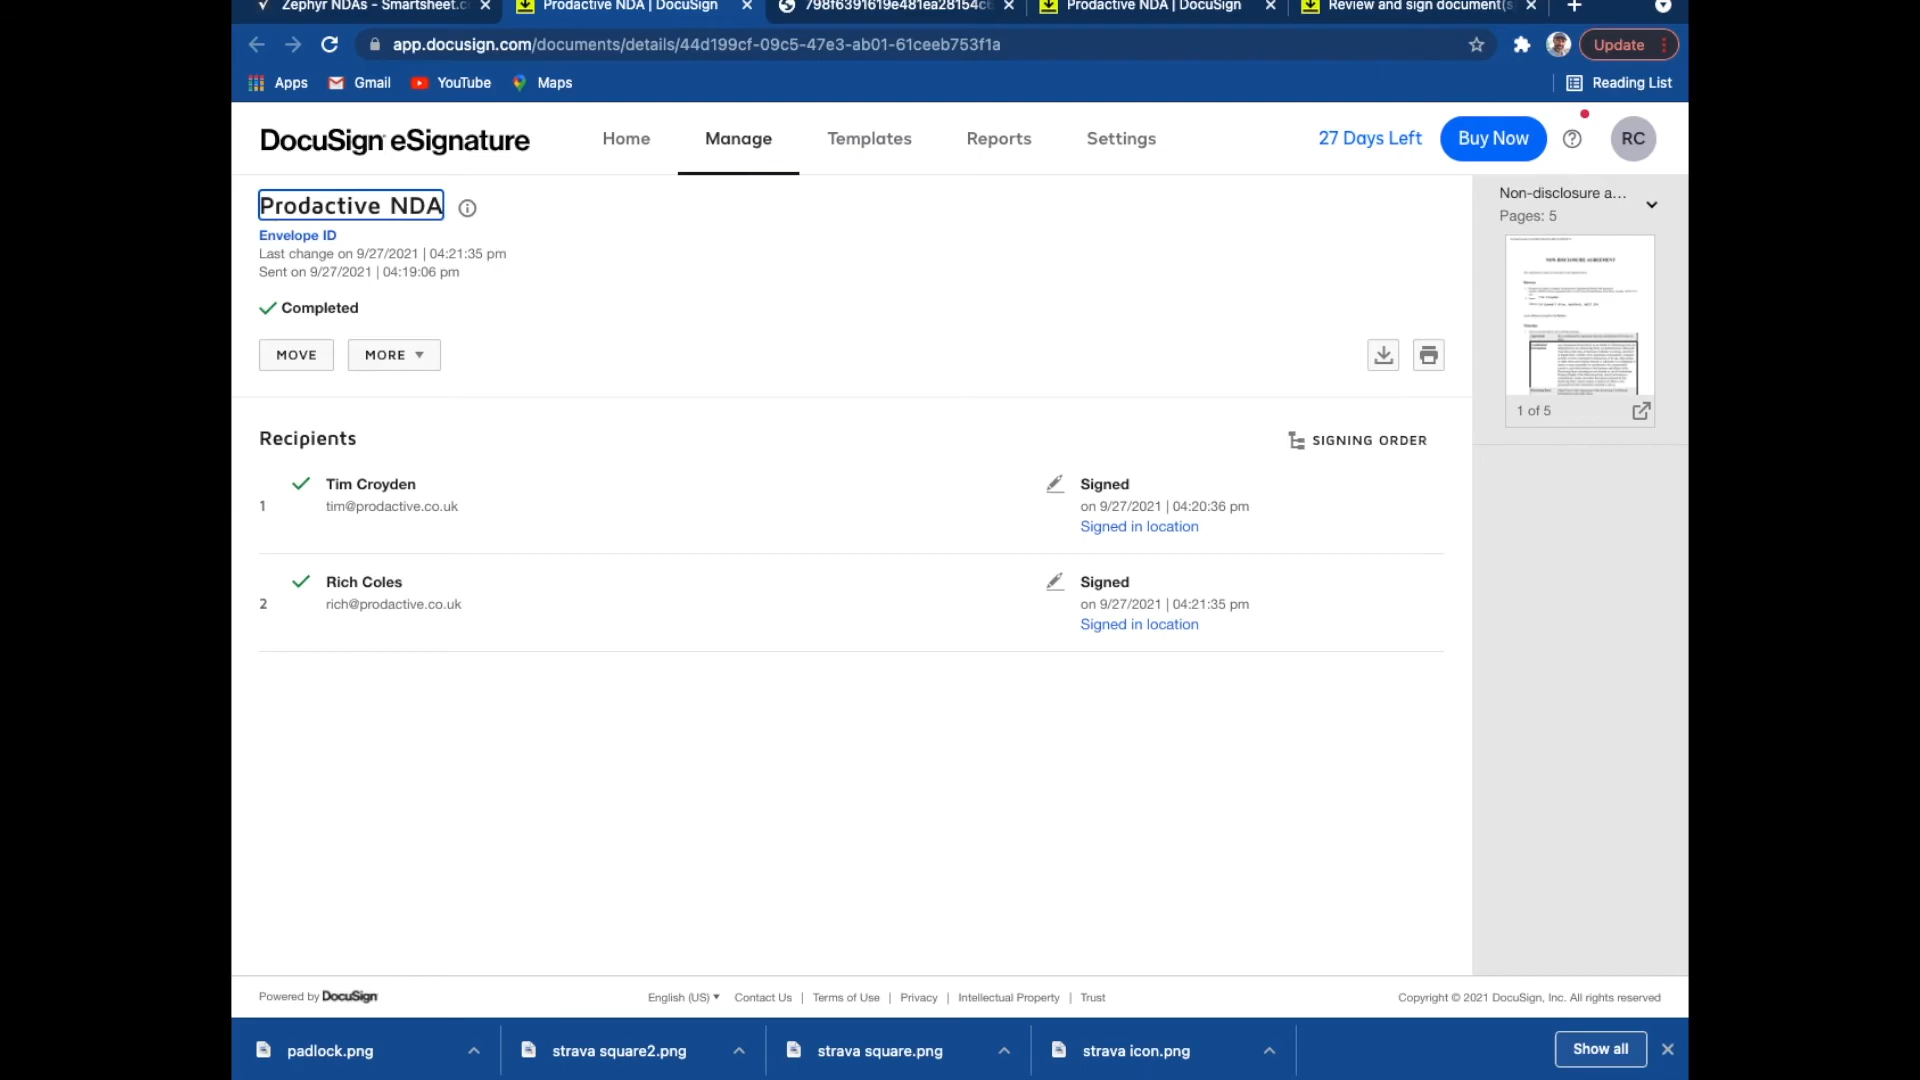 Zephyr NDAs - Smartsheet.c
Prodactive NDA | DocuSign
798f6391619e481ea28154c
Prodactive NDA | DocuSign
Review and sign document(s
app.docusign.com/documents/details/44d199cf-09c5-47e3-ab01-61ceeb753f1a
Update
Apps
Gmail
YouTube
Maps
Reading List
DocuSign eSignature
Home
Manage
Templates
Reports
Settings
27 Days Left
Buy Now
RC
Prodactive NDA
Envelope ID
Last change on 9/27/2021 | 04:21:35 pm
Sent on 9/27/2021 | 04:19:06 pm
Completed
MOVE
MORE
Non-disclosure a...
Pages: 5
NON-DISCLOSURE AGREEMENT
1 of 5
Recipients
SIGNING ORDER
1
Tim Croyden
tim@prodactive.co.uk
Signed
on 9/27/2021 | 04:20:36 pm
Signed in location
2
Rich Coles
rich@prodactive.co.uk
Signed
on 9/27/2021 | 04:21:35 pm
Signed in location
Powered by DocuSign
English (US)
Contact Us | Terms of Use | Privacy | Intellectual Property | Trust
Copyright © 2021 DocuSign, Inc. All rights reserved
padlock.png
strava square2.png
strava square.png
strava icon.png
Show all